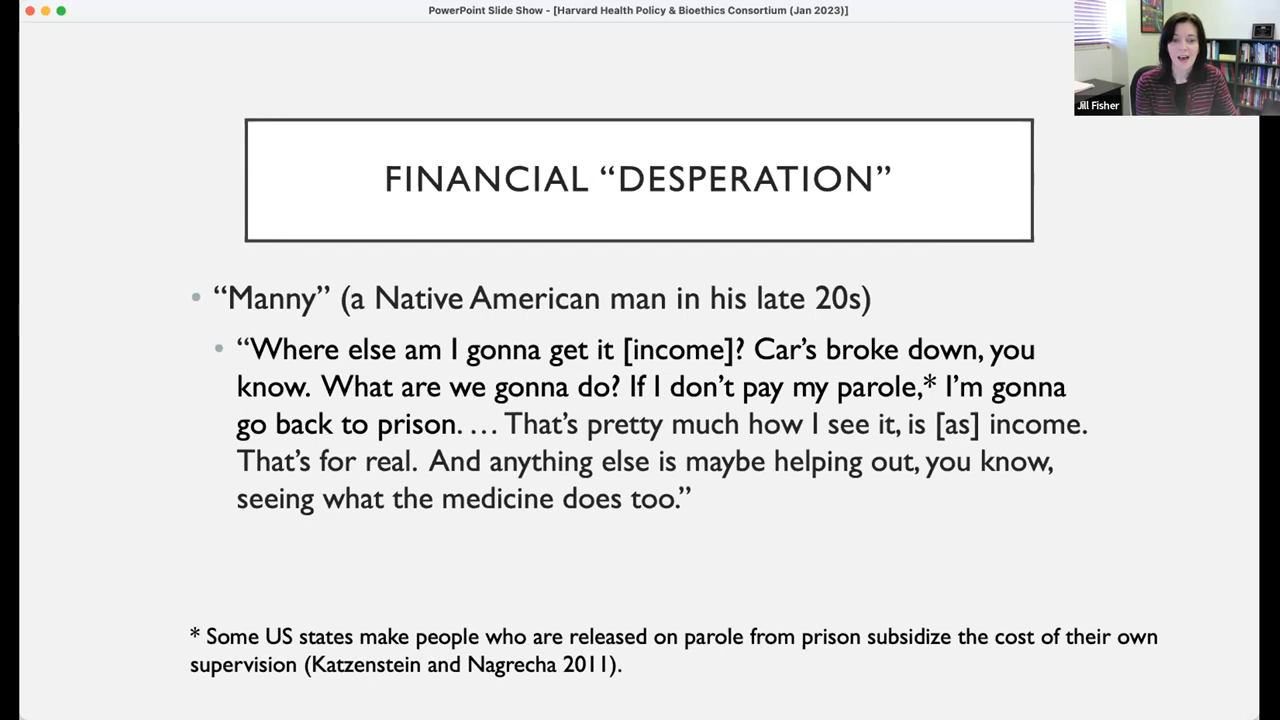 PowerPoint Slide Show - [Harvard Health Policy & Bioethics Consortium (Jan 2023)]
Jill Fisher
FINANCIAL “DESPERATION”
• “Manny” (a Native American man in his late 20s)
• “Where else am I gonna get it [income]? Car’s broke down, you
know. What are we gonna do? If I don’t pay my parole,* I’m gonna
go back to prison. … That’s pretty much how I see it, is [as] income.
That’s for real. And anything else is maybe helping out, you know,
seeing what the medicine does too.”
* Some US states make people who are released on parole from prison subsidize the cost of their own
supervision (Katzenstein and Nagrecha 2011).